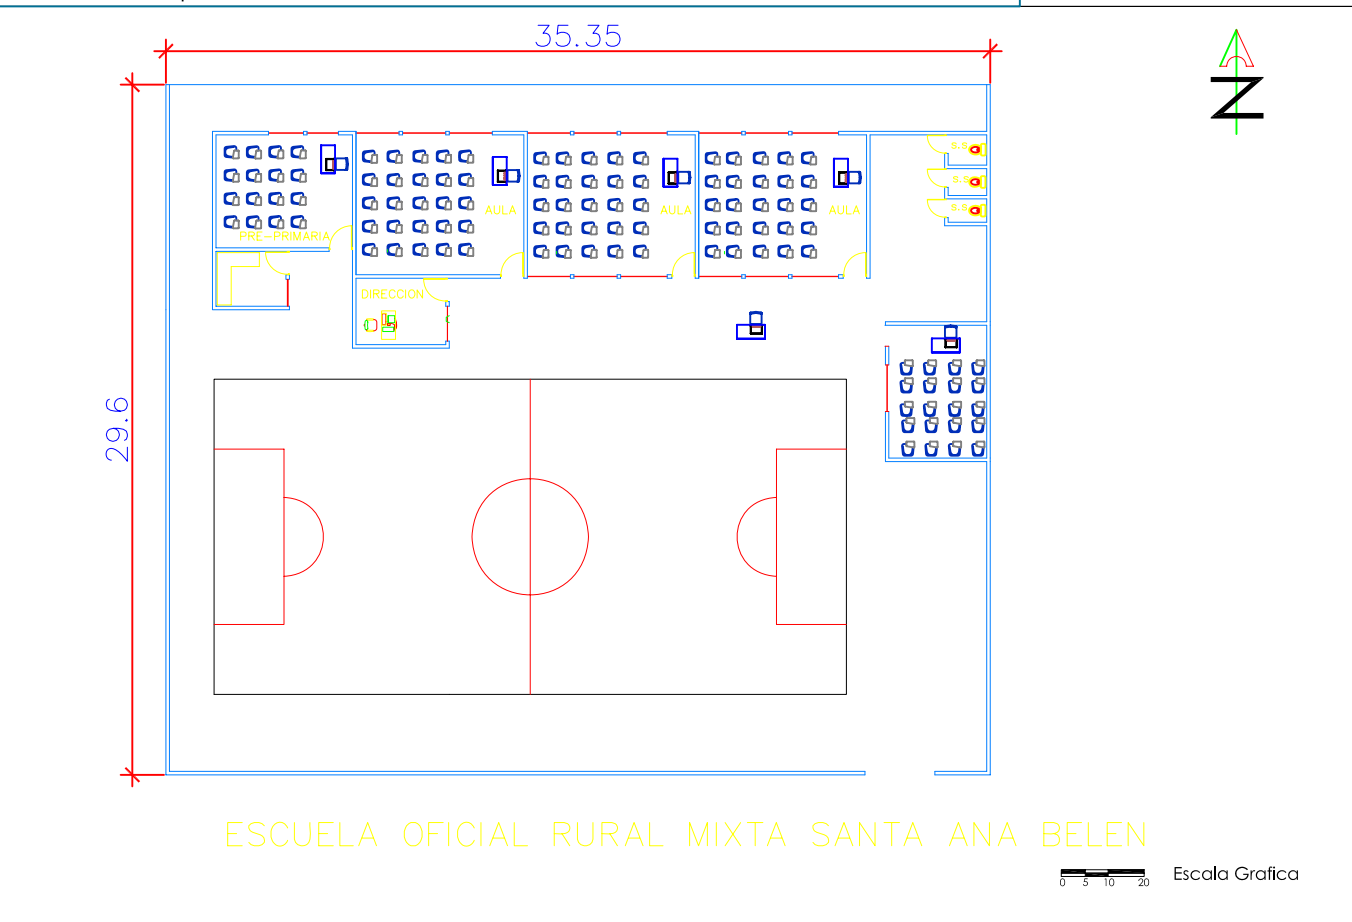 35.35
29.6
N
S.S
S.S
S.S
AULA
AULA
AULA
PRE-PRIMARIA
DIRECCION
ESCUELA OFICIAL RURAL MIXTA SANTA ANA BELEN
0 5 10 20 Escala Grafica